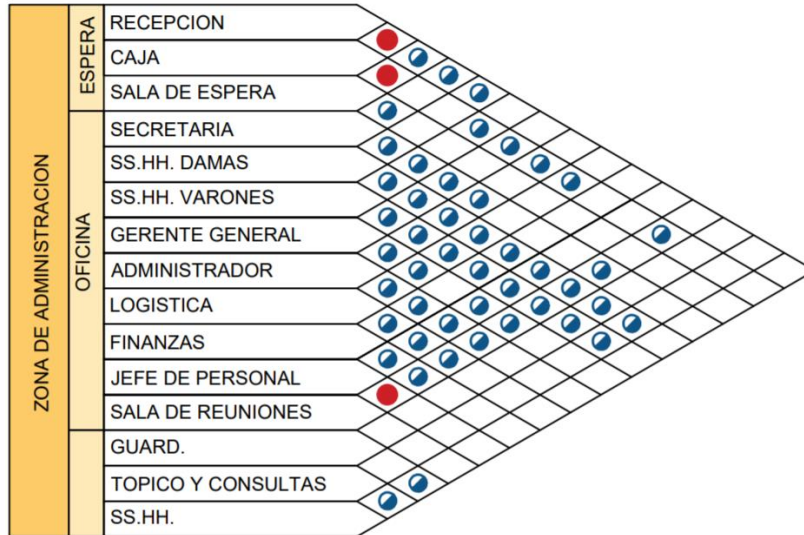 ZONA DE ADMINISTRACION
ESPERA
RECEPCION
CAJA
SALA DE ESPERA
OFICINA
SECRETARIA
SS.HH. DAMAS
SS.HH. VARONES
GERENTE GENERAL
ADMINISTRADOR
LOGISTICA
FINANZAS
JEFE DE PERSONAL
SALA DE REUNIONES
GUARD.
TOPICO Y CONSULTAS
SS.HH.